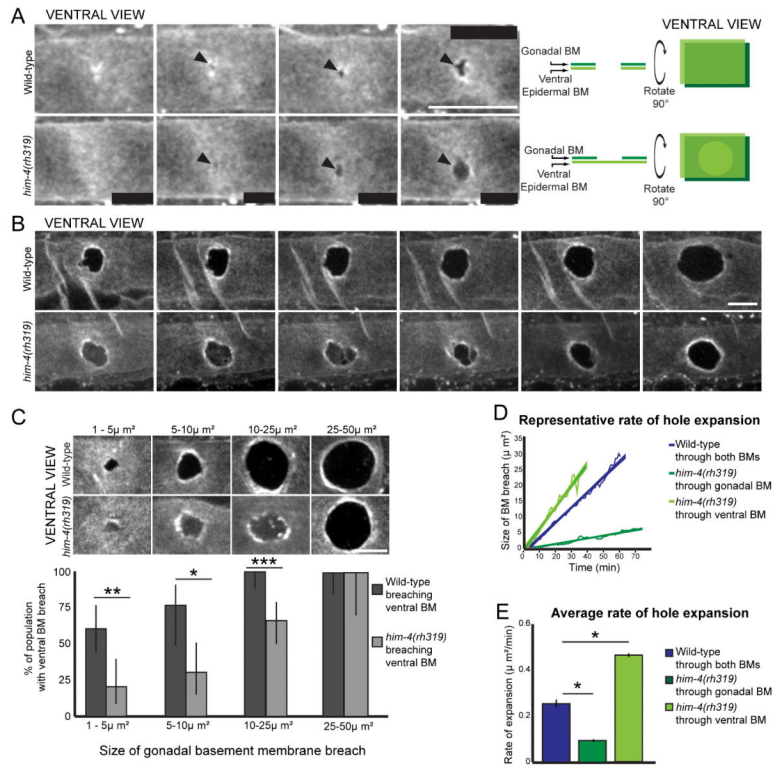 A
VENTRAL VIEW
Wild-type
him-4(rh319)
Gonadal BM
Ventral
Epidermal BM
Rotate
90°
VENTRAL VIEW
Gonadal BM
Ventral
Epidermal BM
Rotate
90°
B
VENTRAL VIEW
Wild-type
him-4(rh319)
C
1 - 5µ m² 5-10µ m² 10-25µ m² 25-50µ m²
VENTRAL VIEW
Wild-type
him-4(rh319)
% of population
with ventral BM breach
100
75
50
25
0
** * ***
Wild-type
breaching
ventral BM
him-4(rh319)
breaching
ventral BM
1 - 5µm² 5-10µm² 10-25µm² 25-50µm²
Size of gonadal basement membrane breach
D
Representative rate of hole expansion
Size of BM breach (µ m²)
35
30
25
20
15
10
5
0
0 10 20 30 40 50 60 70
Time (min)
Wild-type
through both BMs
him-4(rh319)
through gonadal BM
him-4(rh319)
through ventral BM
E
Average rate of hole expansion
Rate of expansion (µ m²/min)
0.6
0.4
0.2
0
*
*
Wild-type
through both BMs
him-4(rh319)
through gonadal BM
him-4(rh319)
through ventral BM